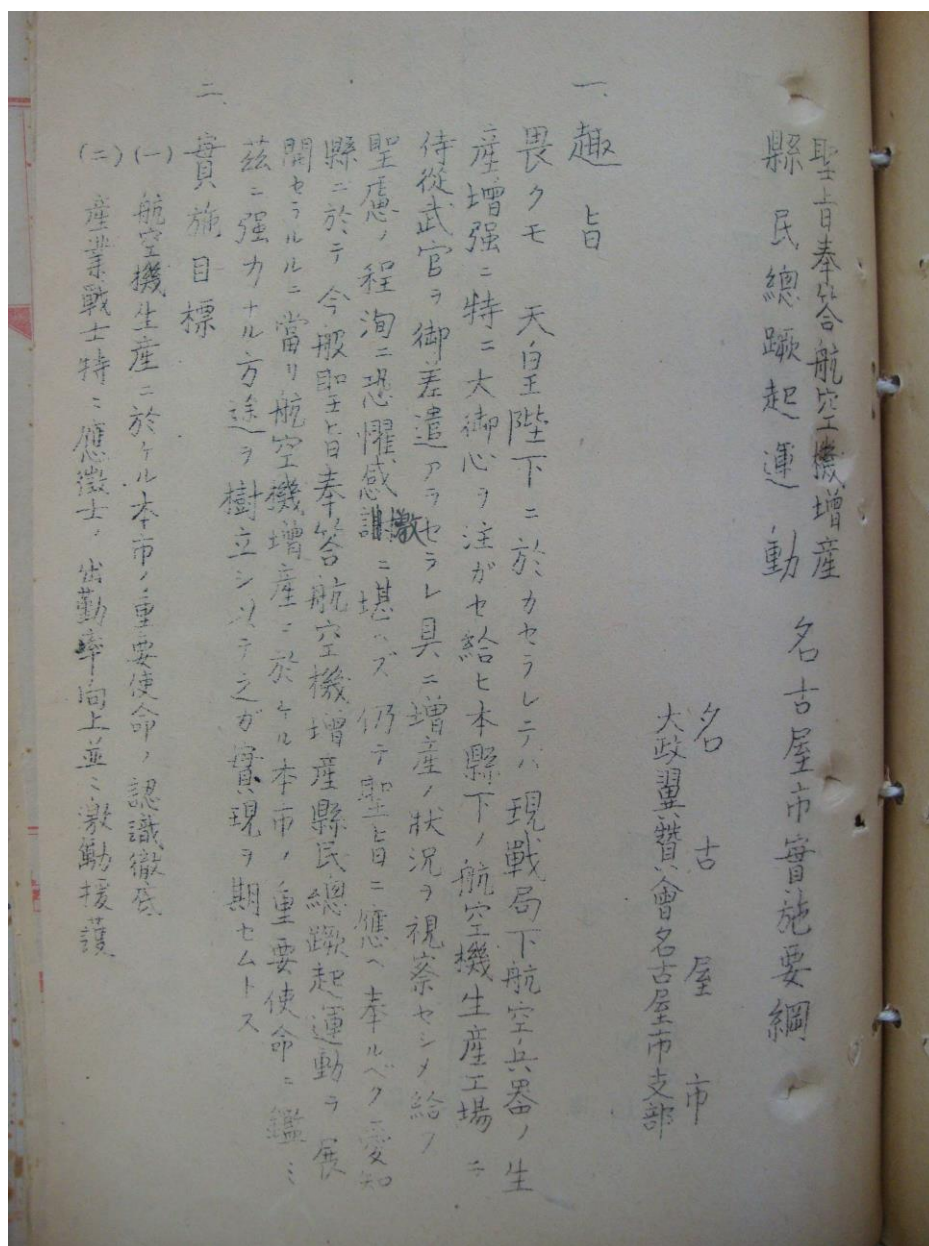 聖旨奉答航空機増産
縣民總蹶起運動 名古屋市實施要綱
名古屋市
大政翼賛會名古屋市支部
一、趣旨
畏クモ 天皇陛下ニ於カセラレテハ現戰局下航空兵器ノ生
産增强ニ特ニ大御心ヲ注ガセ給ヒ本縣下ノ航空機生産工場ニ
侍從武官ヲ御差遣アラセラレ具ニ増産ノ狀況ヲ視察セシメ給フ
聖慮ノ程洵ニ恐懼感激ニ堪ヘズ仍テ聖旨ニ應ヘ奉ルベク愛知
縣ニ於テ今般聖旨奉答航空機増産縣民總蹶起運動ヲ展
開セラルルニ當リ航空機増産ニ於ケル本市ノ重要使命ニ鑑ミ
茲ニ强力ナル方途ヲ樹立シ以テ之ガ實現ヲ期セムトス
二、實施目標
(一) 航空機生産ニ於ケル本市ノ重要使命ノ認識徹底
(二) 産業戰士特ニ應徵士ノ出勤率向上並ニ激勵援護